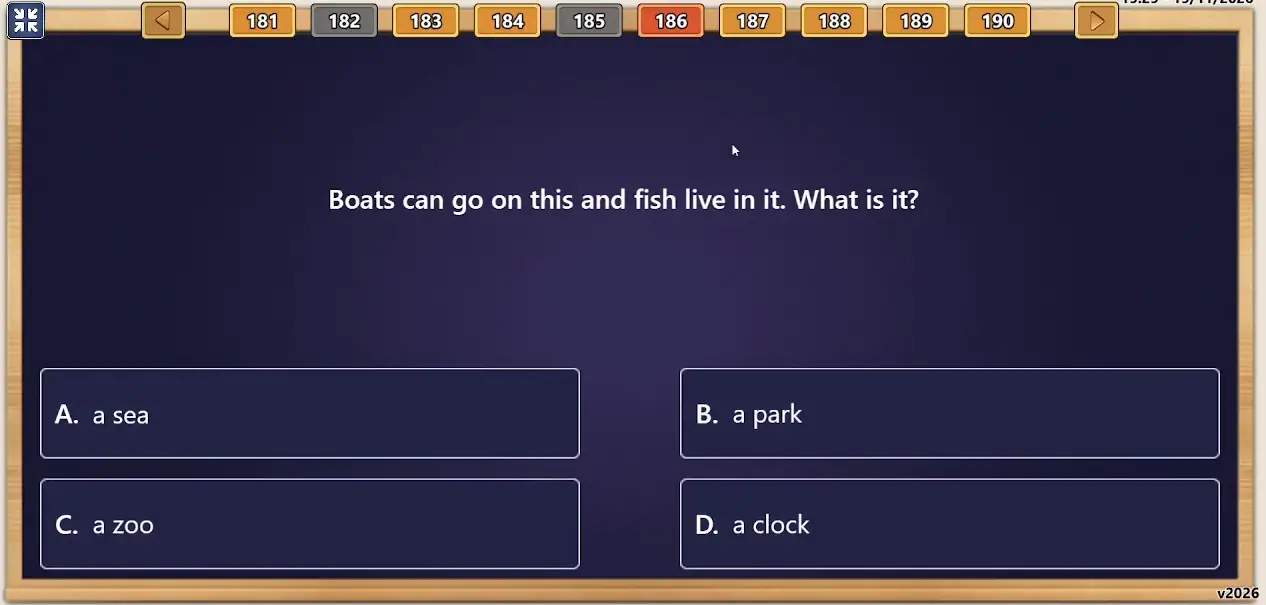 181 182 183 184 185 186 187 188 189 190
Boats can go on this and fish live in it. What is it?
A. a sea
B. a park
C. a zoo
D. a clock
v2026